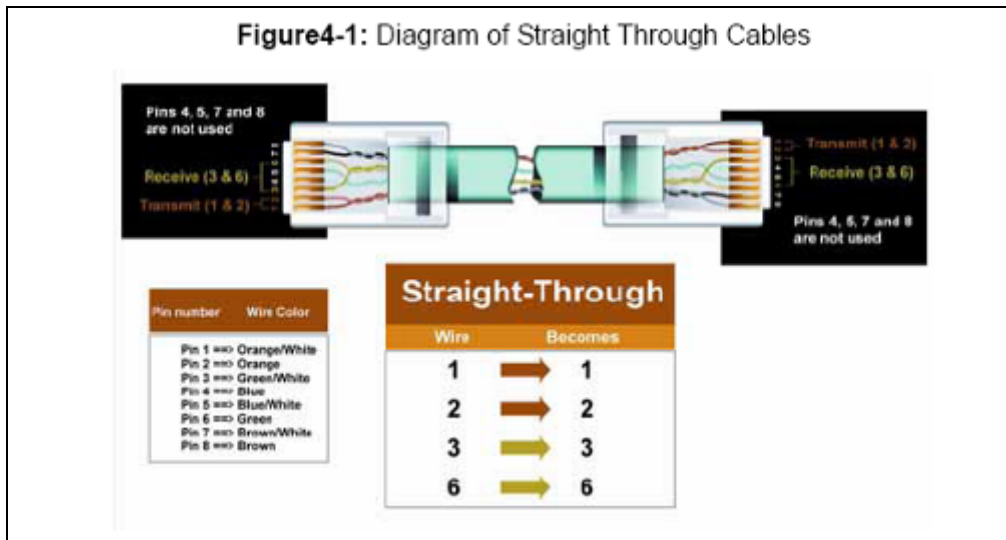 Figure4-1: Diagram of Straight Through Cables
Pins 4, 5, 7 and 8
are not used
Receive (3 & 6)
Transmit (1 & 2)
Transmit (1 & 2)
Receive (3 & 6)
Pins 4, 5, 7 and 8
are not used
Pin number Wire Color
Pin 1 ==> Orange/White
Pin 2 ==> Orange
Pin 3 ==> Green/White
Pin 4 ==> Blue
Pin 5 ==> Blue/White
Pin 6 ==> Green
Pin 7 ==> Brown/White
Pin 8 ==> Brown
Straight-Through
Wire Becomes
1 1
2 2
3 3
6 6